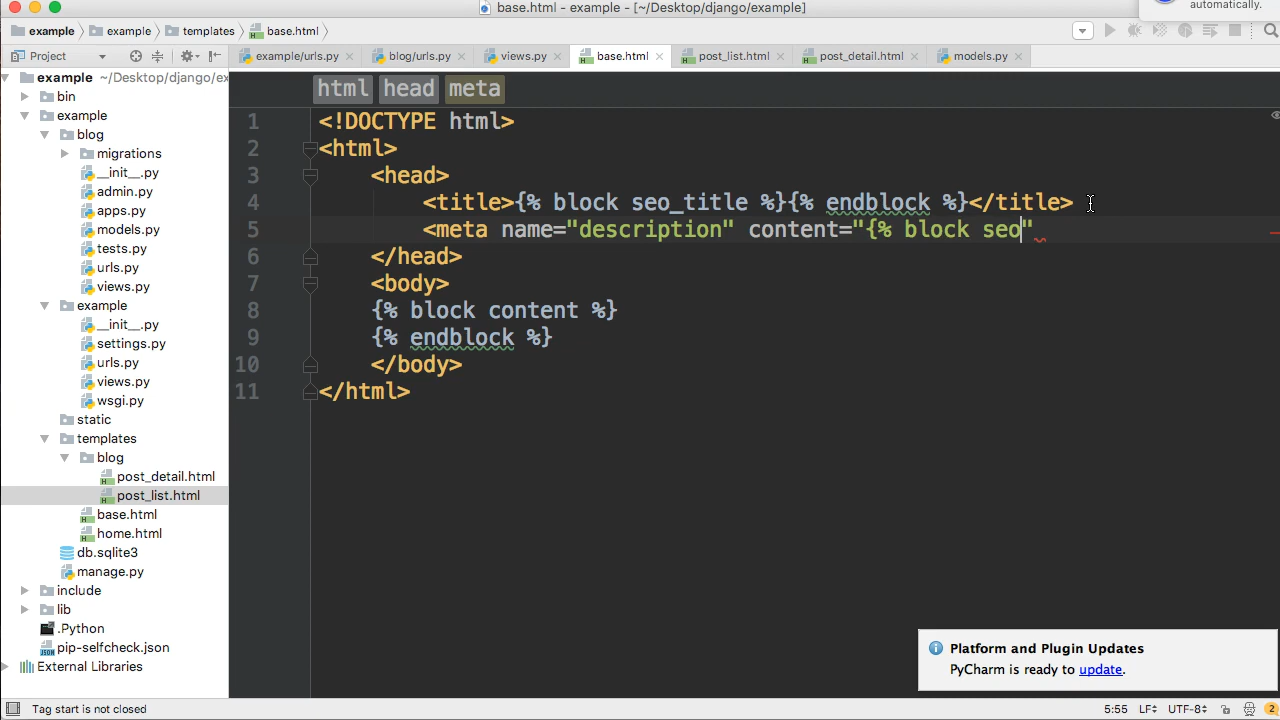 base.html - example - [~/Desktop/django/example]
automatically.
example example templates base.html
Project example/urls.py blog/urls.py views.py base.html post_list.html post_detail.html models.py
example ~/Desktop/django/ex
bin
example
blog
migrations
__init__.py
admin.py
apps.py
models.py
tests.py
urls.py
views.py
example
__init__.py
settings.py
urls.py
views.py
wsgi.py
static
templates
blog
post_detail.html
post_list.html
base.html
home.html
db.sqlite3
manage.py
include
lib
.Python
pip-selfcheck.json
External Libraries
html head meta
1 <!DOCTYPE html>
2 <html>
3 <head>
4 <title>{% block seo_title %}{% endblock %}</title>
5 <meta name="description" content="{% block seo"
6 </head>
7 <body>
8 {% block content %}
9 {% endblock %}
10 </body>
11 </html>
Platform and Plugin Updates
PyCharm is ready to update.
Tag start is not closed 5:55 LF UTF-8 2